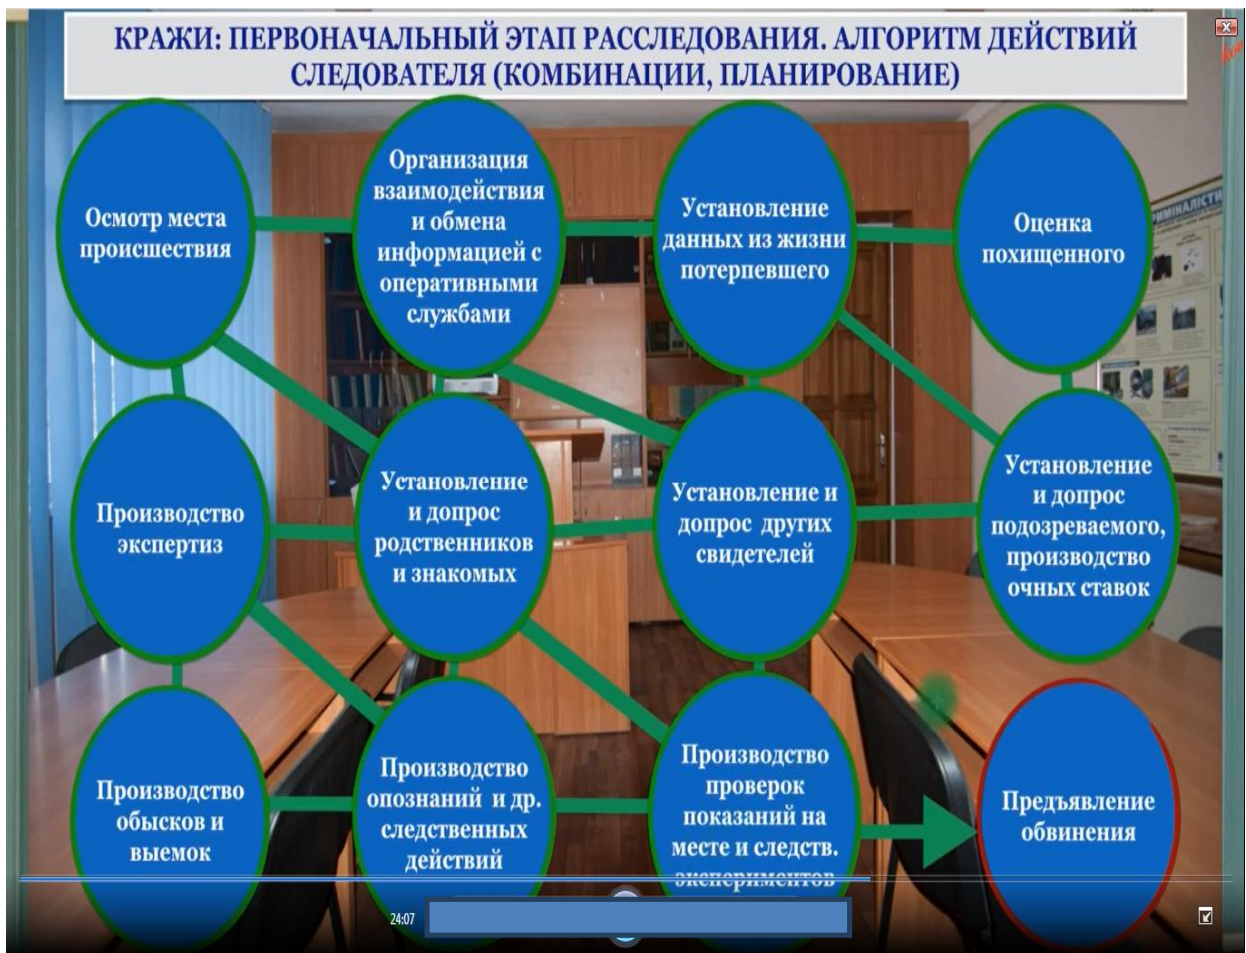 КРАЖИ: ПЕРВОНАЧАЛЬНЫЙ ЭТАП РАССЛЕДОВАНИЯ. АЛГОРИТМ ДЕЙСТВИЙ
СЛЕДОВАТЕЛЯ (КОМБИНАЦИИ, ПЛАНИРОВАНИЕ)
Осмотр места
происшествия
Организация
взаимодействия
и обмена
информацией с
оперативными
службами
Установление
данных из жизни
потерпевшего
Оценка
похищенного
РИМІНАЛІСТИ
Производство
экспертиз
Установление
и допрос
родственников
и знакомых
Установление и
допрос других
свидетелей
Установление
и допрос
подозреваемого,
производство
очных ставок
Производство
обысков и
выемок
Производство
опознаний и др.
следственных
действий
Производство
проверок
показаний на
месте и следств.
экспериментов
Предъявление
обвинения
24:07